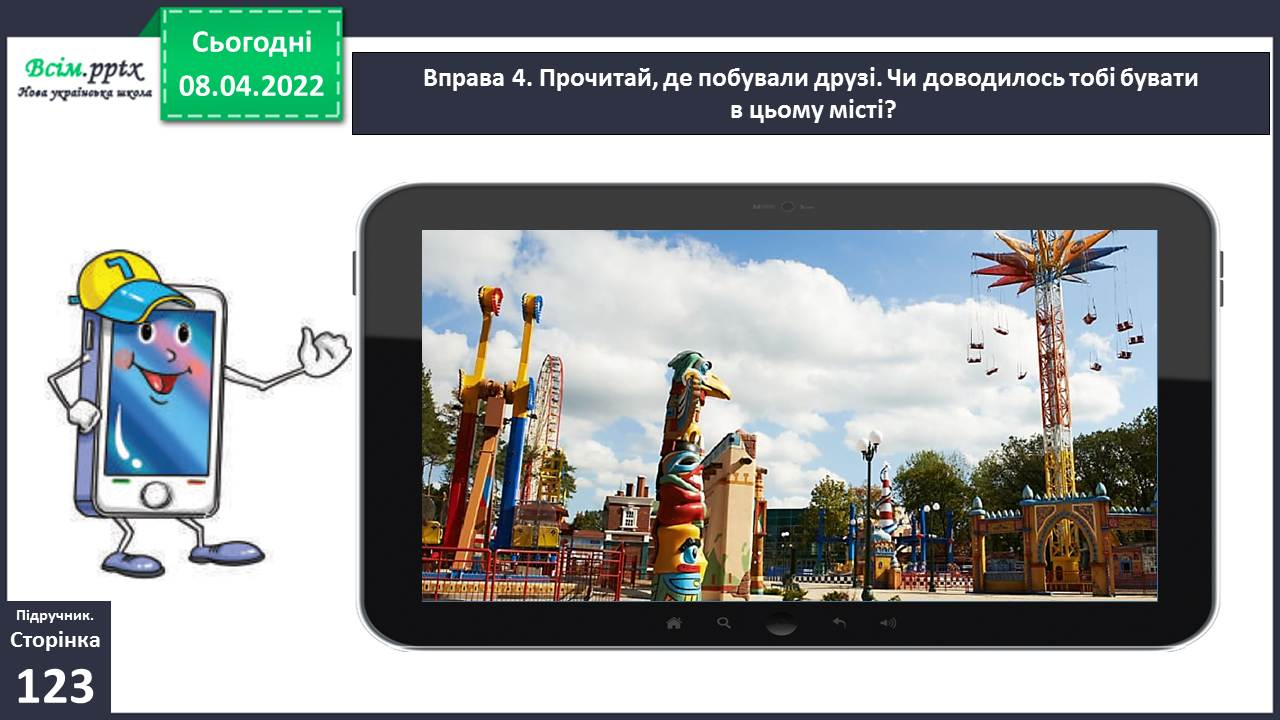 Всім.pptx
Нова українська школа
Сьогодні
08.04.2022
Вправа 4. Прочитай, де побували друзі. Чи доводилось тобі бувати
в цьому місті?
Підручник.
Сторінка
123